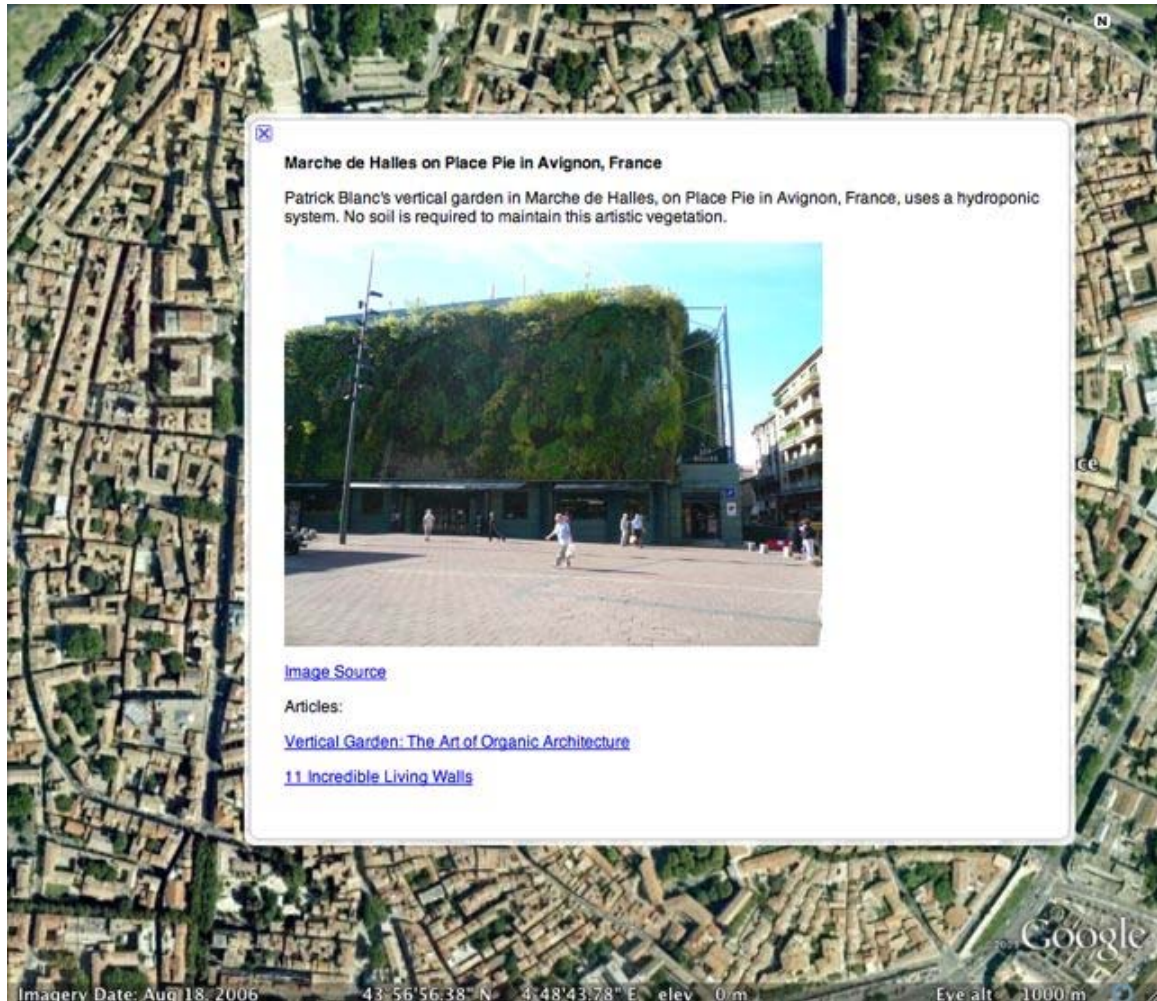 N
Marche de Halles on Place Pie in Avignon, France
Patrick Blanc's vertical garden in Marche de Halles, on Place Pie in Avignon, France, uses a hydroponic
system. No soil is required to maintain this artistic vegetation.
ce
Image Source
Articles:
Vertical Garden: The Art of Organic Architecture
11 Incredible Living Walls
Google
Imagery Date: Aug 18, 2006 43°56'56.38" N 4°48'43.78" E elev 0 m Eye alt 1000 m